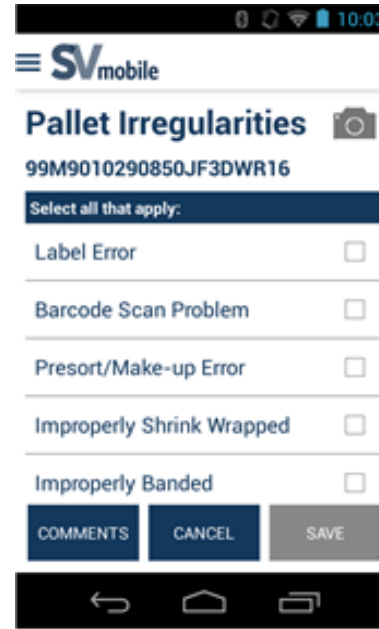 10:03
SVmobile
Pallet Irregularities
99M9010290850JF3DWR16
Select all that apply:
Label Error
Barcode Scan Problem
Presort/Make-up Error
Improperly Shrink Wrapped
Improperly Banded
COMMENTS CANCEL SAVE